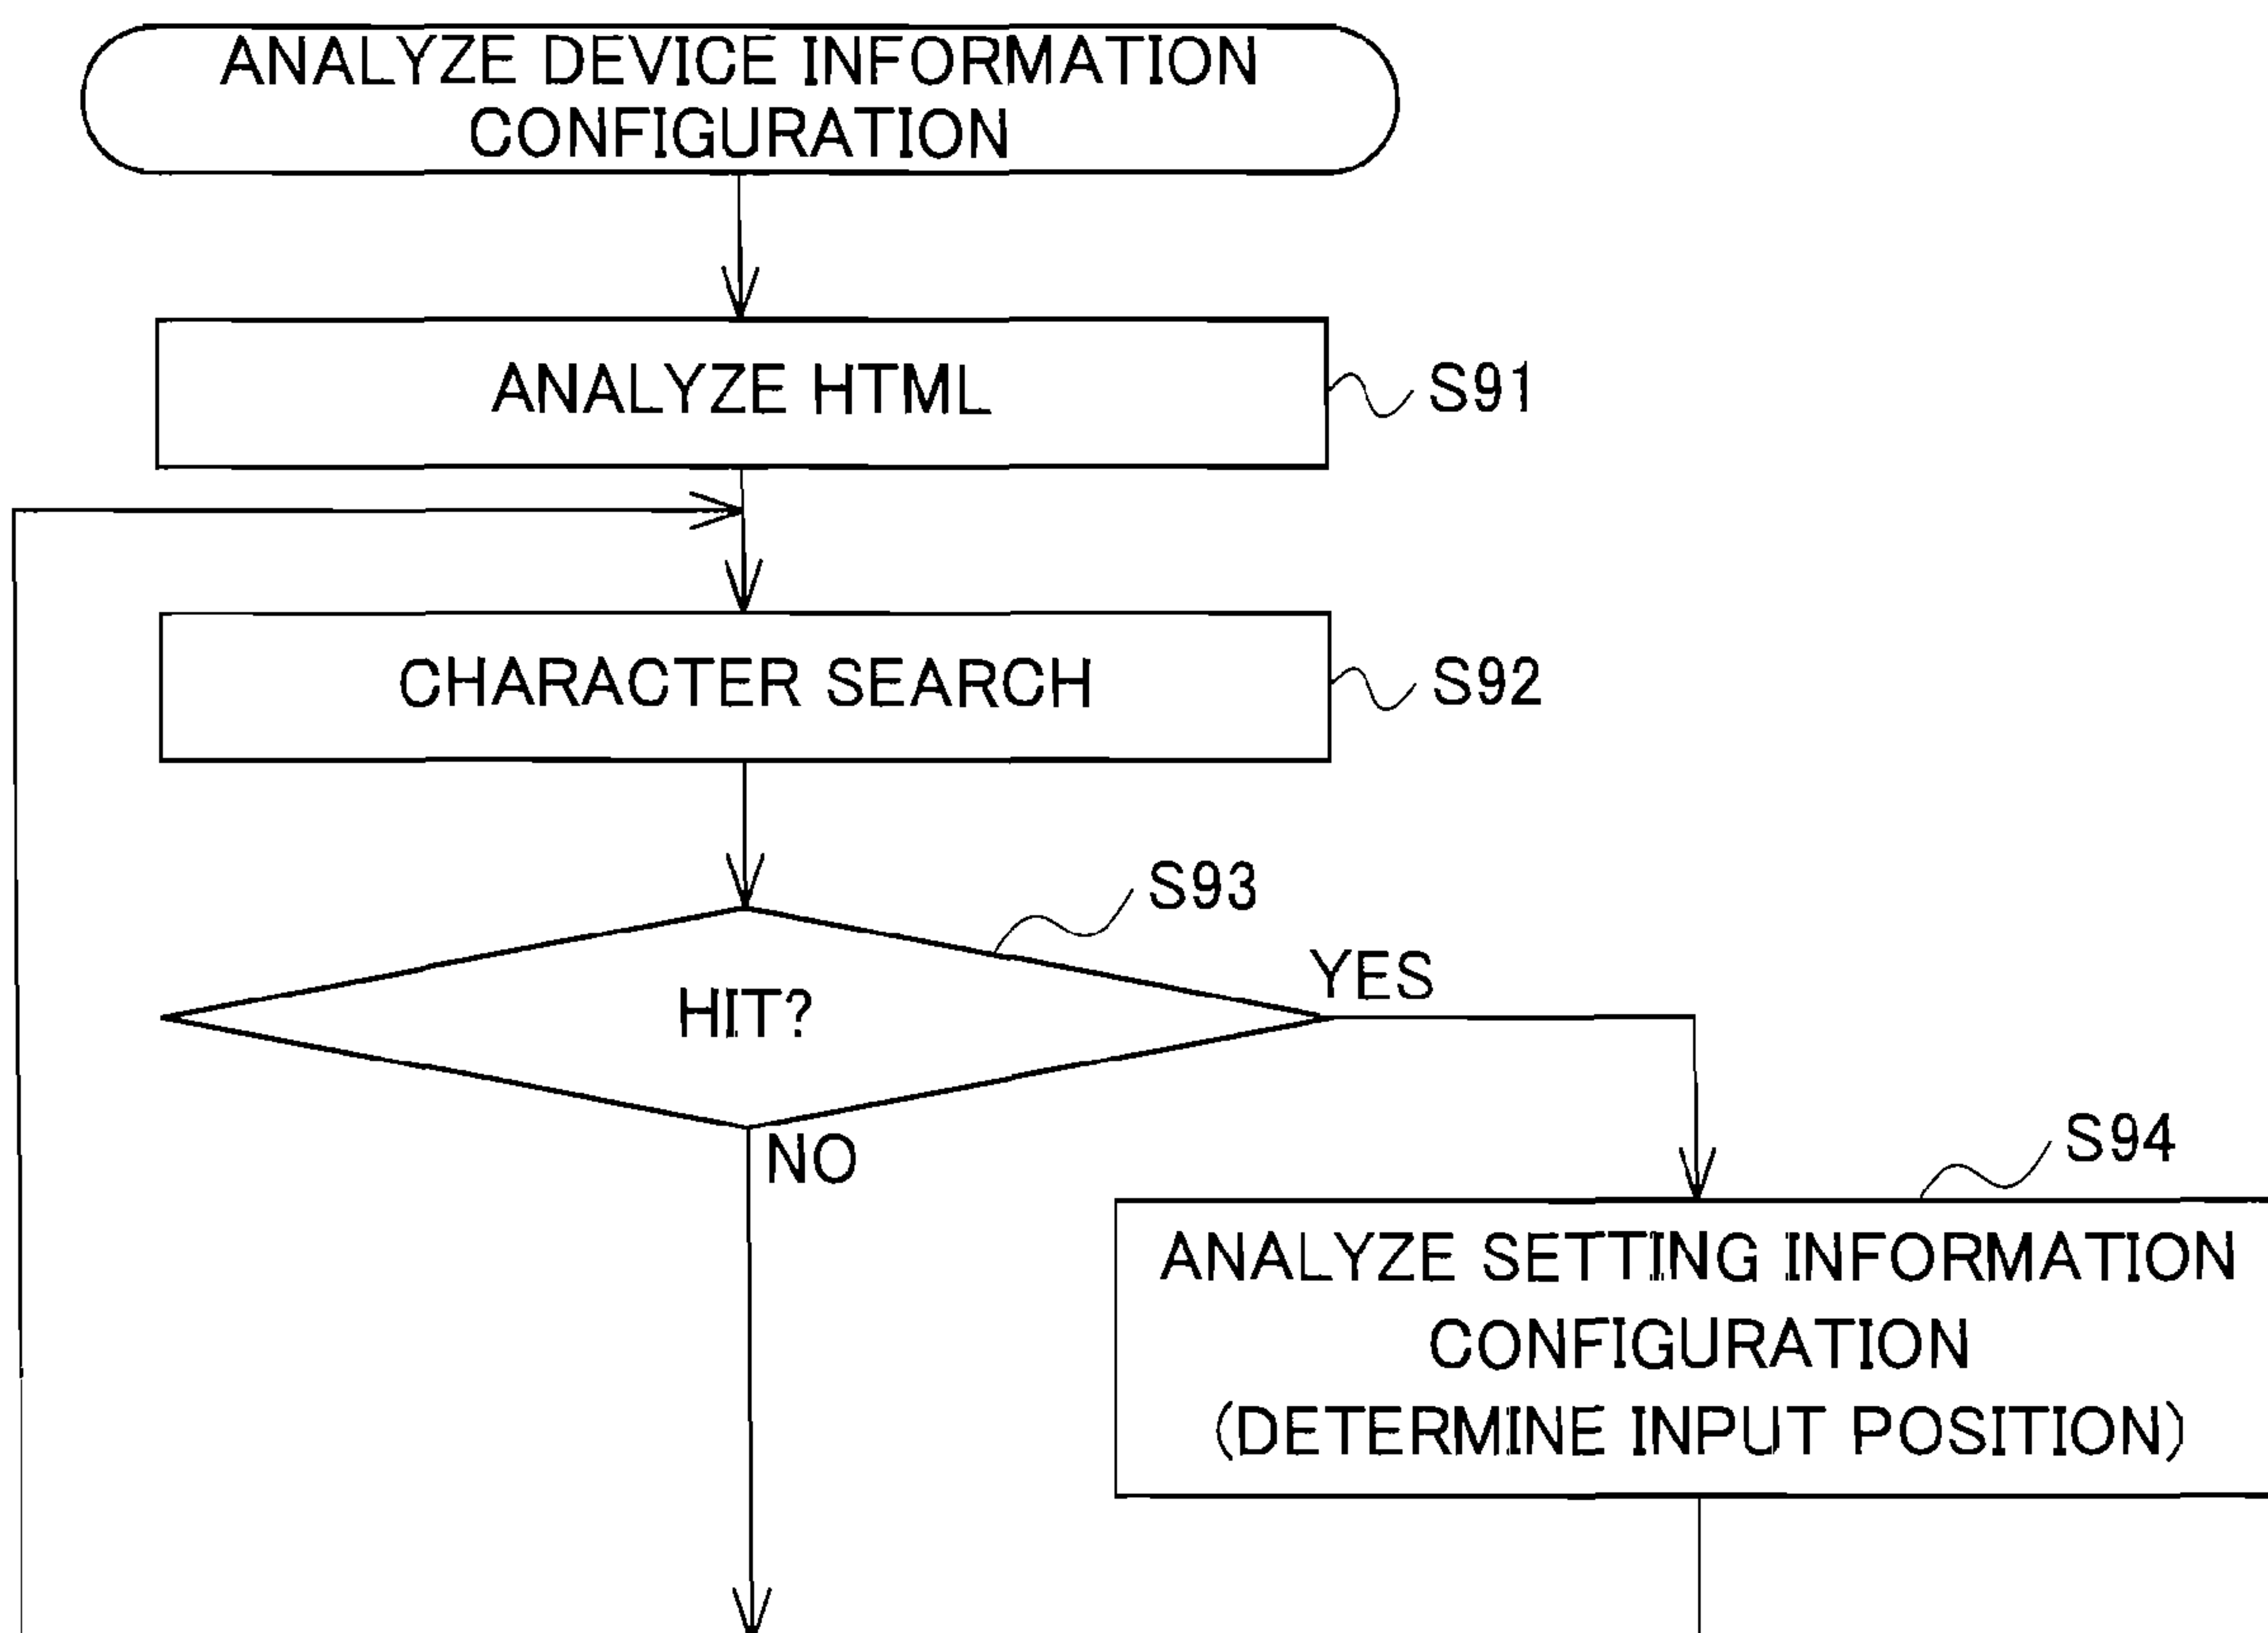 ANALYZE DEVICE INFORMATION
CONFIGURATION
ANALYZE HTML
S91
CHARACTER SEARCH
S92
S93
HIT?
YES
NO
S94
ANALYZE SETTING INFORMATION
CONFIGURATION
(DETERMINE INPUT POSITION)